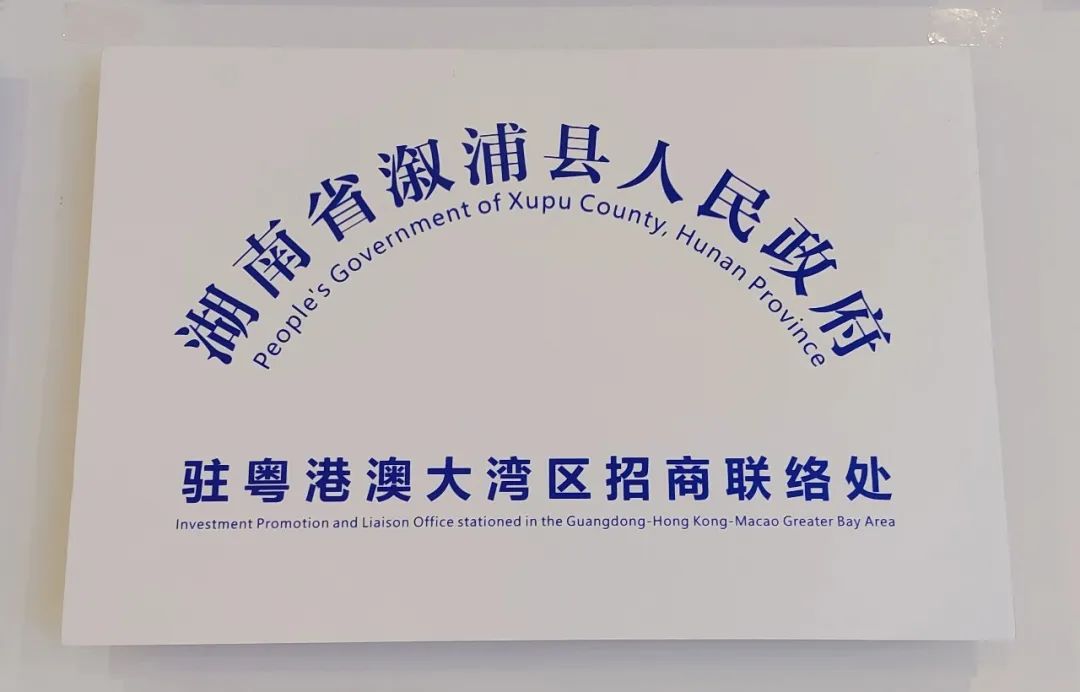 湖南省溆浦县人民政府
People's Government of Xupu County, Hunan Province
驻粤港澳大湾区招商联络处
Investment Promotion and Liaison Office stationed in the Guangdong-Hong Kong-Macao Greater Bay Area